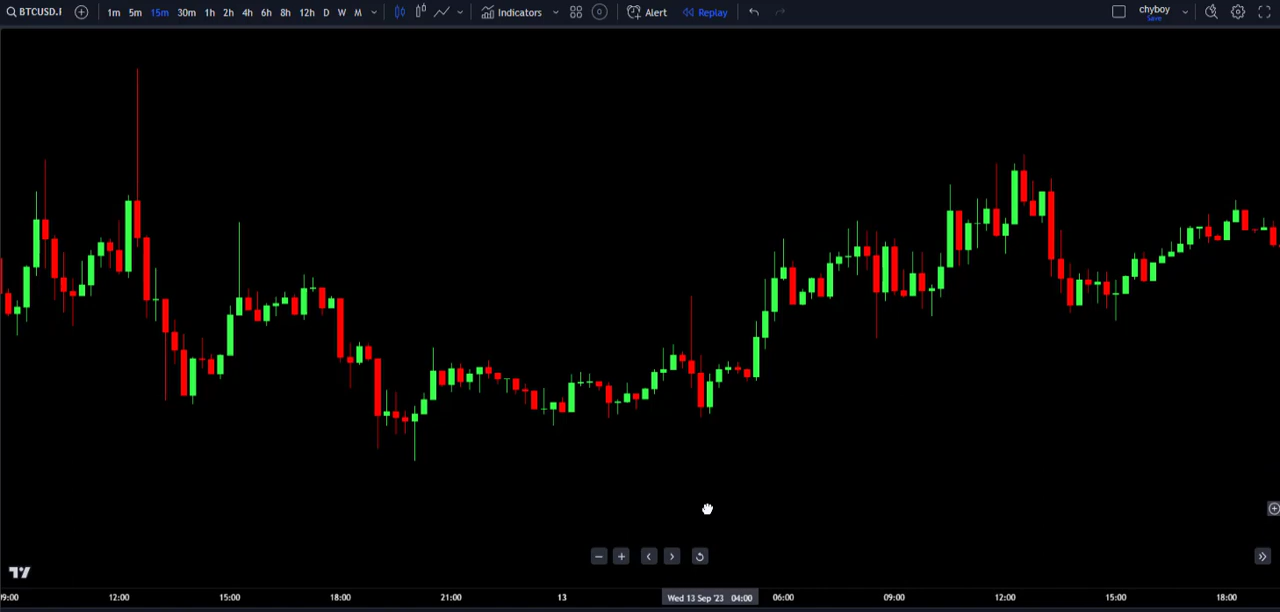 BTCUSD.I 1m 5m 15m 30m 1h 2h 4h 6h 8h 12h D W M Indicators Alert Replay chyboy
Save
09:00 12:00 15:00 18:00 21:00 13 Wed 13 Sep '23 04:00 06:00 09:00 12:00 15:00 18:00